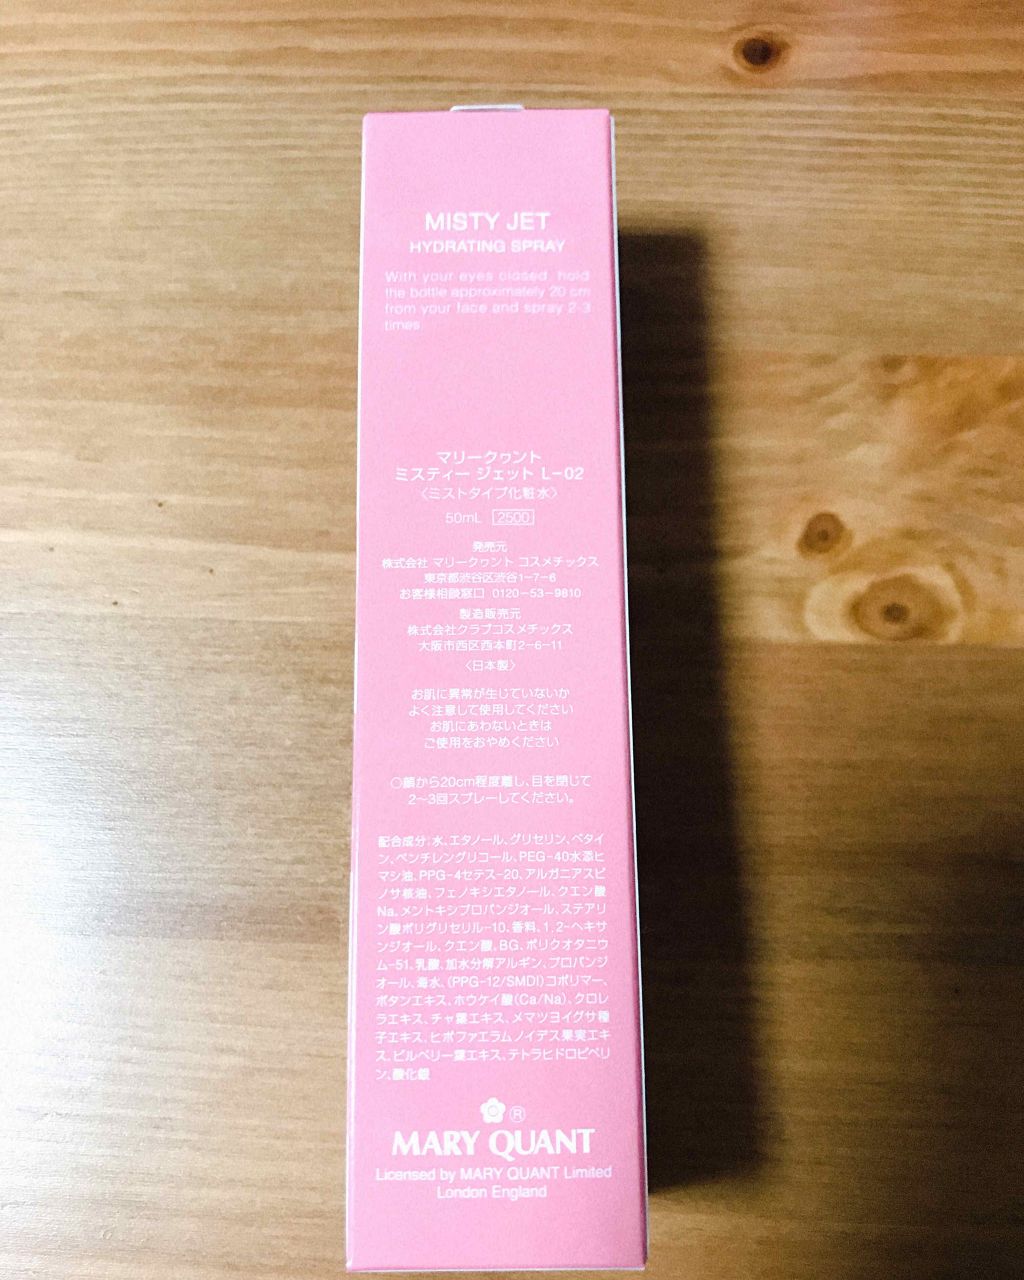 MISTY JET
HYDRATING SPRAY
With your eyes closed, hold
the bottle approximately 20 cm
from your face and spray 2-3
times
マリークヮント
ミスティー ジェット L-02
〈ミストタイプ化粧水〉
50mL 2500
発売元
株式会社 マリークヮント コスメチックス
東京都渋谷区渋谷1-7-6
お客様相談窓口 0120-53-9810
製造販売元
株式会社クラブコスメチックス
大阪市西区西本町2-6-11
〈日本製〉
お肌に異常が生じていないか
よく注意して使用してください
お肌にあわないときは
ご使用をおやめください
○顔から20cm程度離し、目を閉じて
2〜3回スプレーしてください。
配合成分:水、エタノール、グリセリン、ベタイ
ン、ペンチレングリコール、PEG-40水添ヒ
マシ油、PPG-4セテス-20、アルガニアスピ
ノサ核油、フェノキシエタノール、クエン酸
Na、メントキシプロパンジオール、ステアリ
ン酸ポリグリセリル-10、香料、1,2-ヘキサ
ンジオール、クエン酸、BG、ポリクオタニウ
ム-51、乳酸、加水分解アルギン、プロパンジ
オール、海水、(PPG-12/SMDI)コポリマー、
ボタンエキス、ホウケイ酸(Ca/Na)、クロレ
ラエキス、チャ葉エキス、メマツヨイグサ種
子エキス、ヒポファエラムノイデス果実エキ
ス、ビルベリー葉エキス、テトラヒドロピペリ
ン、酸化銀
®
MARY QUANT
Licensed by MARY QUANT Limited
London England